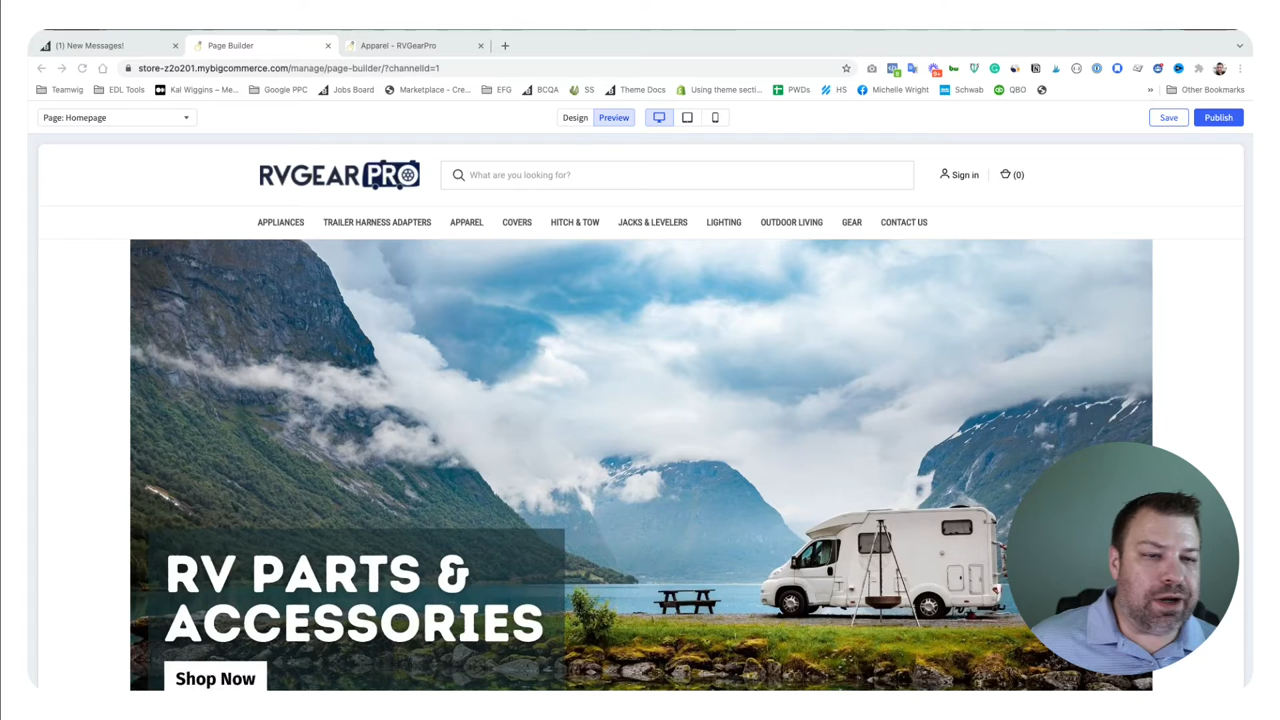 (1) New Messages!
Page Builder
Apparel - RVGearPro
store-z2o201.mybigcommerce.com/manage/page-builder/?channelId=1
5
9+
Teamwig
EDL Tools
Kal Wiggins – Me...
Google PPC
Jobs Board
Marketplace - Cre...
EFG
BCQA
SS
Theme Docs
Using theme secti...
PWDs
HS
Michelle Wright
Schwab
QBO
»
Other Bookmarks
Page: Homepage
Design
Preview
Save
Publish
RVGEARPRO
What are you looking for?
Sign in
(0)
APPLIANCES
TRAILER HARNESS ADAPTERS
APPAREL
COVERS
HITCH & TOW
JACKS & LEVELERS
LIGHTING
OUTDOOR LIVING
GEAR
CONTACT US
RV PARTS &
ACCESSORIES
Shop Now